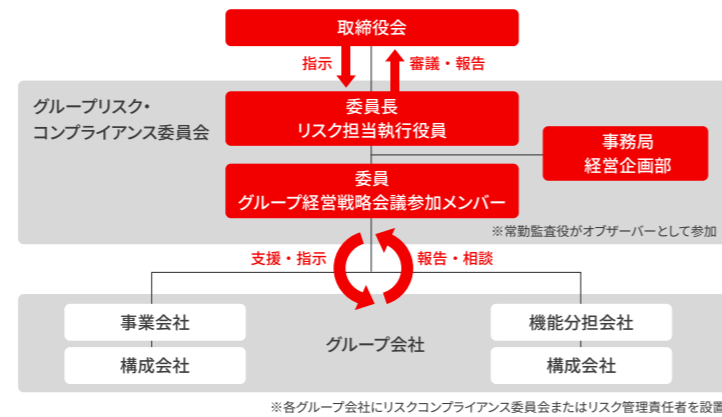 取締役会
指示
審議・報告
グループリスク・
コンプライアンス委員会
委員長
リスク担当執行役員
事務局
経営企画部
委員
グループ経営戦略会議参加メンバー
※常勤監査役がオブザーバーとして参加
支援・指示
報告・相談
事業会社
構成会社
グループ会社
機能分担会社
構成会社
※各グループ会社にリスクコンプライアンス委員会またはリスク管理責任者を設置